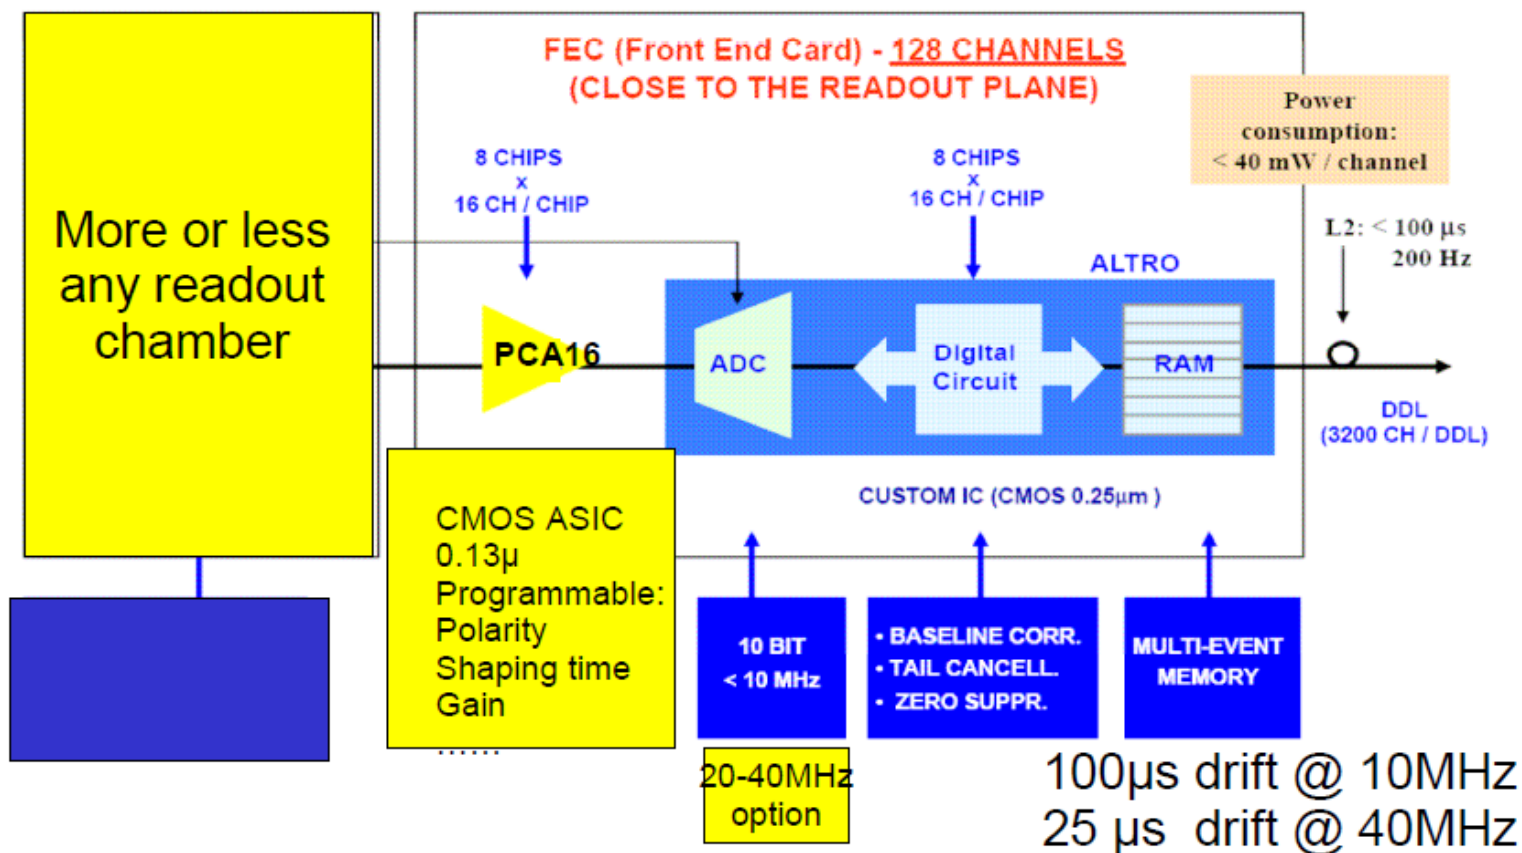 FEC (Front End Card) - 128 CHANNELS
(CLOSE TO THE READOUT PLANE)
Power
consumption:
< 40 mW / channel
8 CHIPS
x
16 CH / CHIP
8 CHIPS
x
16 CH / CHIP
More or less
any readout
chamber
L2: < 100 µs
200 Hz
ALTRO
PCA16
ADC
Digital
Circuit
RAM
DDL
(3200 CH / DDL)
CUSTOM IC (CMOS 0.25µm )
CMOS ASIC
0.13µ
Programmable:
Polarity
Shaping time
Gain
......
10 BIT
< 10 MHz
• BASELINE CORR.
• TAIL CANCELL.
• ZERO SUPPR.
MULTI-EVENT
MEMORY
20-40MHz
option
100µs drift @ 10MHz
25 µs drift @ 40MHz